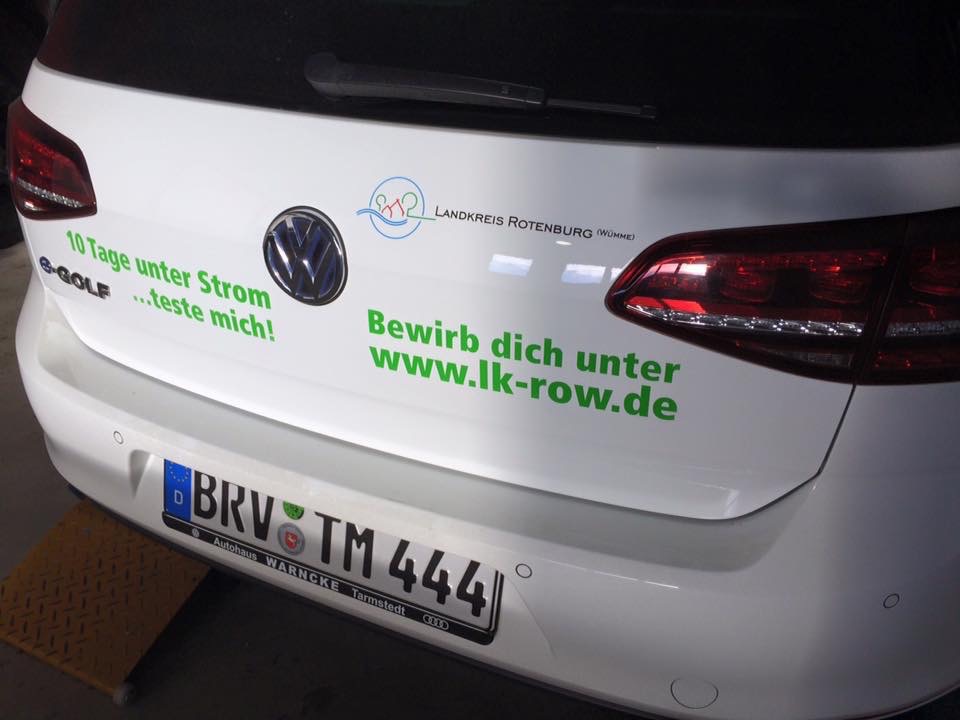 LANDKREIS ROTENBURG (WÜMME)
10 Tage unter Strom
...teste mich!
e-GOLF
Bewirb dich unter
www.lk-row.de
D
BRV TM 444
Autohaus WARNCKE Tarmstedt